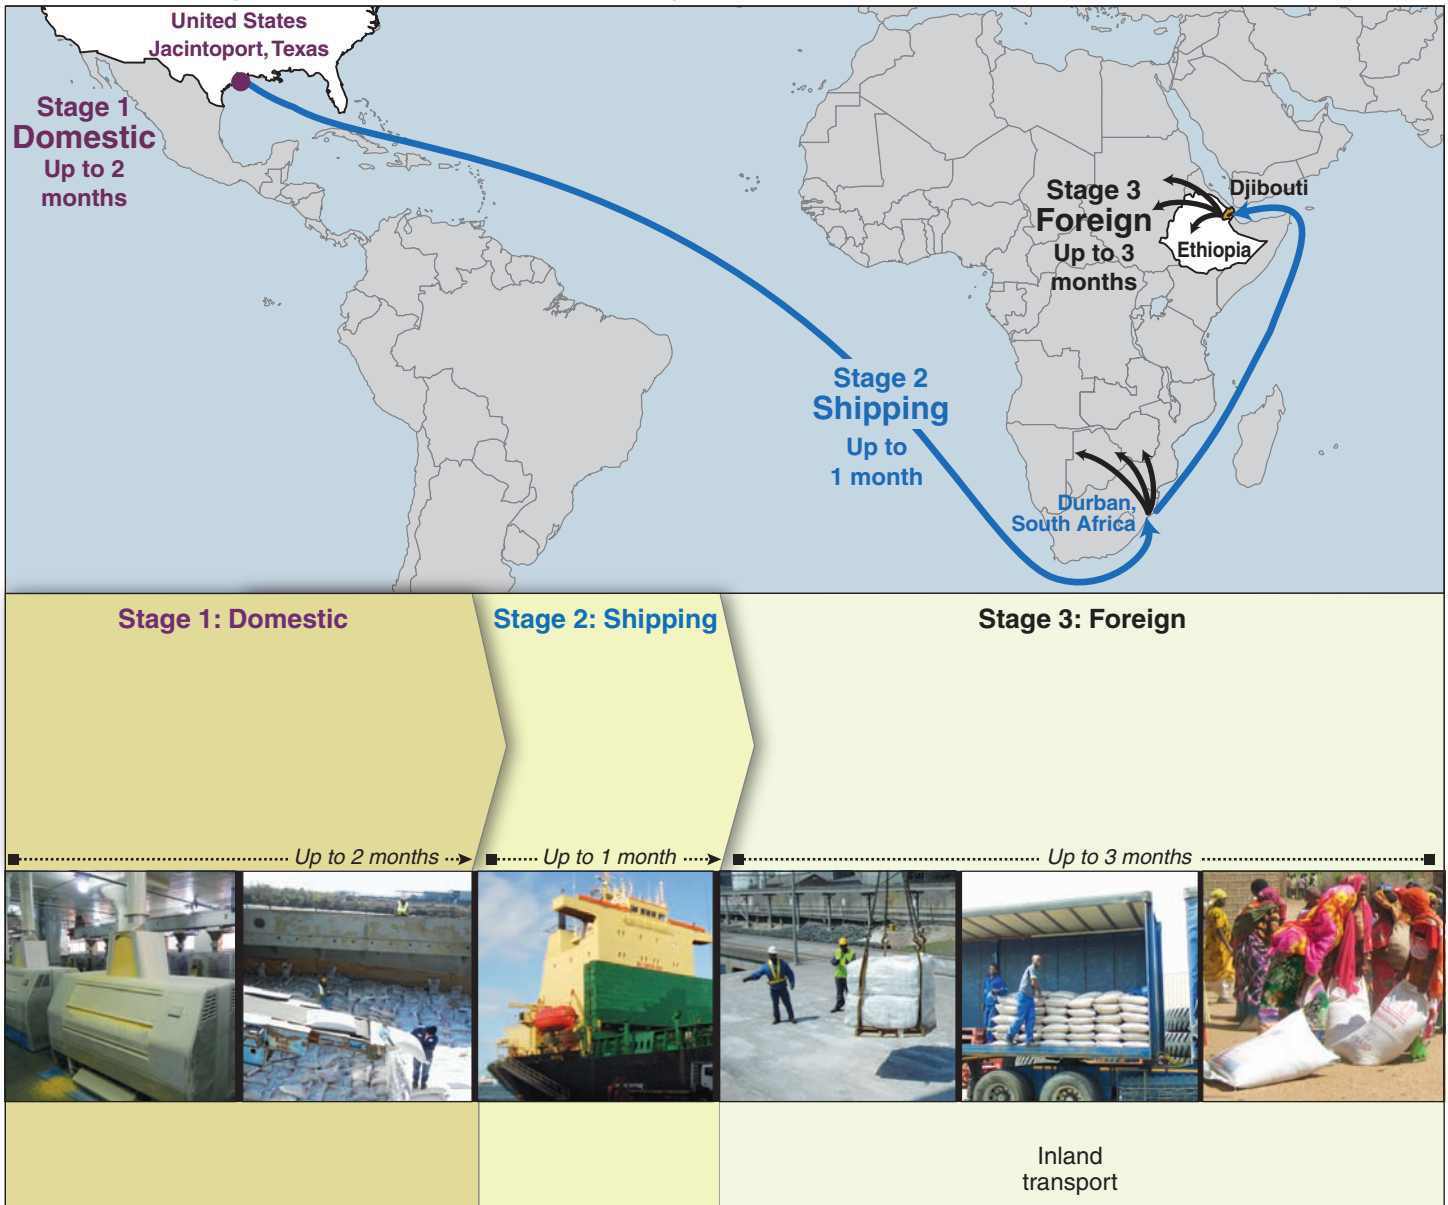 United States
Jacintoport, Texas
Stage 1
Domestic
Up to 2
months
Stage 3
Foreign
Up to 3
months
Djibouti
Ethiopia
Stage 2
Shipping
Up to
1 month
Durban,
South Africa
Stage 1: Domestic
Stage 2: Shipping
Stage 3: Foreign
Up to 2 months
Up to 1 month
Up to 3 months
Inland
transport